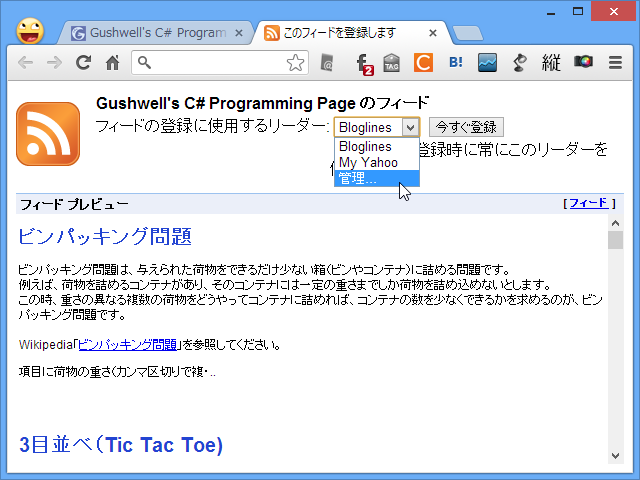 Gushwell's C# Program
このフィードを登録します
2
TAG
C
B!
縦
Gushwell's C# Programming Page のフィード
フィードの登録に使用するリーダー: Bloglines 今すぐ登録
Bloglines
登録時に常にこのリーダーを
My Yahoo
管理...
フィード プレビュー [フィード]
ビンパッキング問題
ビンパッキング問題は、与えられた荷物をできるだけ少ない箱(ビンやコンテナ)に詰める問題です。
例えば、荷物を詰めるコンテナがあり、そのコンテナには一定の重さまでしか荷物を詰め込めないとします。
この時、重さの異なる複数の荷物をどうやってコンテナに詰めれば、コンテナの数を少なくできるかを求めるのが、ビン
パッキング問題です。
Wikipedia「ビンパッキング問題」を参照してください。
項目に荷物の重さ(カンマ区切りで複・..
3目並べ(Tic Tac Toe)